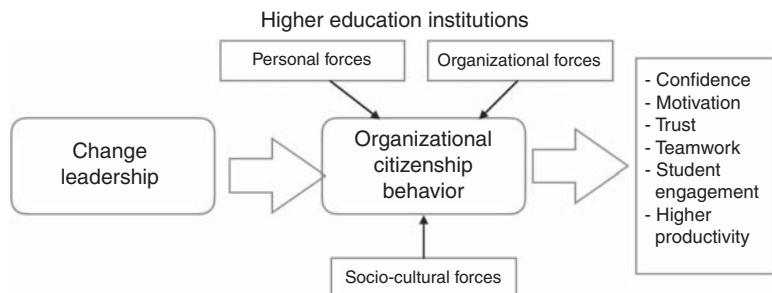 Higher education institutions
Personal forces
Organizational forces
Change
leadership
Organizational
citizenship
behavior
- Confidence
- Motivation
- Trust
- Teamwork
- Student
engagement
- Higher
productivity
Socio-cultural forces